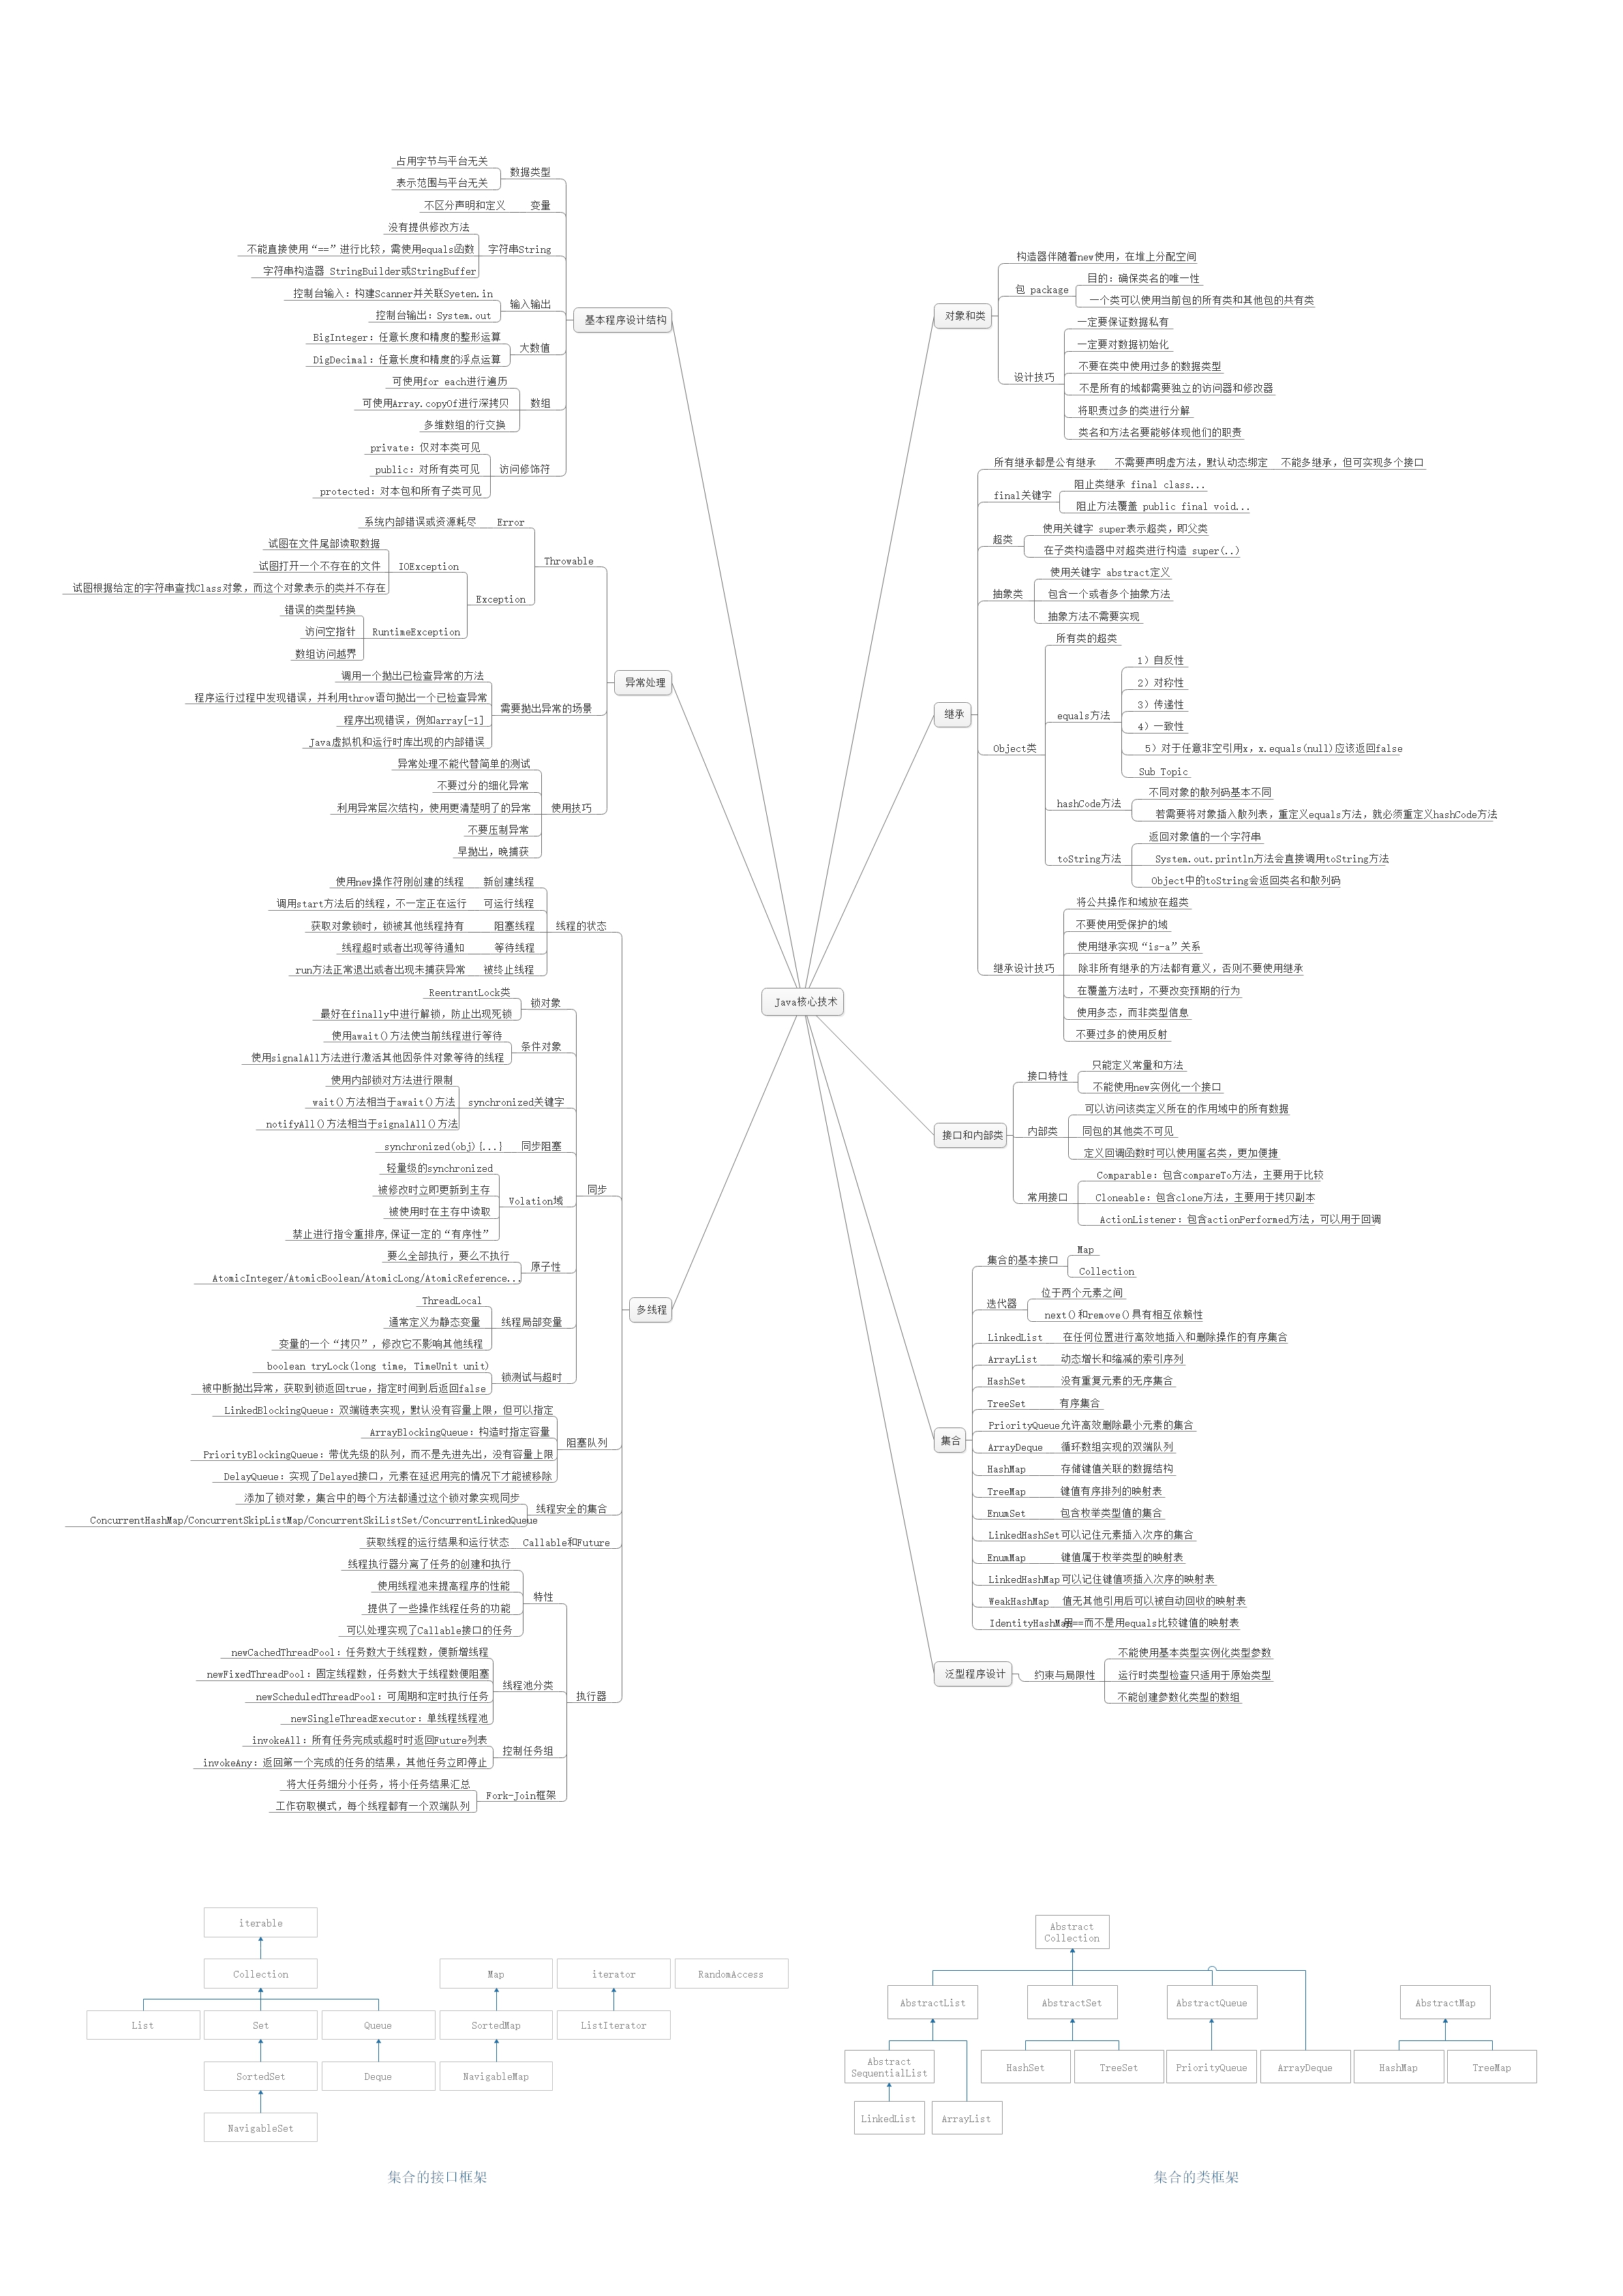 Java核心技术
基本程序设计结构
数据类型
占用字节与平台无关
表示范围与平台无关
变量
不区分声明和定义
字符串String
没有提供修改方法
不能直接使用“==”进行比较，需使用equals函数
字符串构造器 StringBuilder或StringBuffer
输入输出
控制台输入：构建Scanner并关联Syeten.in
控制台输出：System.out
大数值
BigInteger：任意长度和精度的整形运算
DigDecimal：任意长度和精度的浮点运算
数组
可使用for each进行遍历
可使用Array.copyOf进行深拷贝
多维数组的行交换
访问修饰符
private：仅对本类可见
public：对所有类可见
protected：对本包和所有子类可见
异常处理
Throwable
Error
系统内部错误或资源耗尽
Exception
IOException
试图在文件尾部读取数据
试图打开一个不存在的文件
试图根据给定的字符串查找Class对象，而这个对象表示的类并不存在
RuntimeException
错误的类型转换
访问空指针
数组访问越界
需要抛出异常的场景
调用一个抛出已检查异常的方法
程序运行过程中发现错误，并利用throw语句抛出一个已检查异常
程序出现错误，例如array[-1]
Java虚拟机和运行时库出现的内部错误
使用技巧
异常处理不能代替简单的测试
不要过分的细化异常
利用异常层次结构，使用更清楚明了的异常
不要压制异常
早抛出，晚捕获
多线程
线程的状态
新创建线程
使用new操作符刚创建的线程
可运行线程
调用start方法后的线程，不一定正在运行
阻塞线程
获取对象锁时，锁被其他线程持有
等待线程
线程超时或者出现等待通知
被终止线程
run方法正常退出或者出现未捕获异常
同步
锁对象
ReentrantLock类
最好在finally中进行解锁，防止出现死锁
条件对象
使用await()方法使当前线程进行等待
使用signalAll方法进行激活其他因条件对象等待的线程
synchronized关键字
使用内部锁对方法进行限制
wait()方法相当于await()方法
notifyAll()方法相当于signalAll()方法
同步阻塞
synchronized(obj){...}
Volation域
轻量级的synchronized
被修改时立即更新到主存
被使用时在主存中读取
禁止进行指令重排序,保证一定的“有序性”
原子性
要么全部执行，要么不执行
AtomicInteger/AtomicBoolean/AtomicLong/AtomicReference...
线程局部变量
ThreadLocal
通常定义为静态变量
变量的一个“拷贝”，修改它不影响其他线程
锁测试与超时
boolean tryLock(long time, TimeUnit unit)
被中断抛出异常，获取到锁返回true，指定时间到后返回false
阻塞队列
LinkedBlockingQueue：双端链表实现，默认没有容量上限，但可以指定
ArrayBlockingQueue：构造时指定容量
PriorityBlockingQueue：带优先级的队列，而不是先进先出，没有容量上限
DelayQueue：实现了Delayed接口，元素在延迟用完的情况下才能被移除
线程安全的集合
添加了锁对象，集合中的每个方法都通过这个锁对象实现同步
ConcurrentHashMap/ConcurrentSkipListMap/ConcurrentSkiListSet/ConcurrentLinkedQueue
Callable和Future
获取线程的运行结果和运行状态
执行器
特性
线程执行器分离了任务的创建和执行
使用线程池来提高程序的性能
提供了一些操作线程任务的功能
可以处理实现了Callable接口的任务
线程池分类
newCachedThreadPool：任务数大于线程数，便新增线程
newFixedThreadPool：固定线程数，任务数大于线程数便阻塞
newScheduledThreadPool：可周期和定时执行任务
newSingleThreadExecutor：单线程线程池
控制任务组
invokeAll：所有任务完成或超时时返回Future列表
invokeAny：返回第一个完成的任务的结果，其他任务立即停止
Fork-Join框架
将大任务细分小任务，将小任务结果汇总
工作窃取模式，每个线程都有一个双端队列
对象和类
构造器伴随着new使用，在堆上分配空间
包 package
目的：确保类名的唯一性
一个类可以使用当前包的所有类和其他包的共有类
设计技巧
一定要保证数据私有
一定要对数据初始化
不要在类中使用过多的数据类型
不是所有的域都需要独立的访问器和修改器
将职责过多的类进行分解
类名和方法名要能够体现他们的职责
继承
所有继承都是公有继承
不需要声明虚方法，默认动态绑定
不能多继承，但可实现多个接口
final关键字
阻止类继承 final class...
阻止方法覆盖 public final void...
超类
使用关键字 super表示超类，即父类
在子类构造器中对超类进行构造 super(..)
抽象类
使用关键字 abstract定义
包含一个或者多个抽象方法
抽象方法不需要实现
Object类
所有类的超类
equals方法
1）自反性
2）对称性
3）传递性
4）一致性
5）对于任意非空引用x，x.equals(null)应该返回false
Sub Topic
hashCode方法
不同对象的散列码基本不同
若需要将对象插入散列表，重定义equals方法，就必须重定义hashCode方法
toString方法
返回对象值的一个字符串
System.out.println方法会直接调用toString方法
Object中的toString会返回类名和散列码
继承设计技巧
将公共操作和域放在超类
不要使用受保护的域
使用继承实现“is-a”关系
除非所有继承的方法都有意义，否则不要使用继承
在覆盖方法时，不要改变预期的行为
使用多态，而非类型信息
不要过多的使用反射
接口和内部类
接口特性
只能定义常量和方法
不能使用new实例化一个接口
内部类
可以访问该类定义所在的作用域中的所有数据
同包的其他类不可见
定义回调函数时可以使用匿名类，更加便捷
常用接口
Comparable：包含compareTo方法，主要用于比较
Cloneable：包含clone方法，主要用于拷贝副本
ActionListener：包含actionPerformed方法，可以用于回调
集合
集合的基本接口
Map
Collection
迭代器
位于两个元素之间
next()和remove()具有相互依赖性
LinkedList 在任何位置进行高效地插入和删除操作的有序集合
ArrayList 动态增长和缩减的索引序列
HashSet 没有重复元素的无序集合
TreeSet 有序集合
PriorityQueue 允许高效删除最小元素的集合
ArrayDeque 循环数组实现的双端队列
HashMap 存储键值关联的数据结构
TreeMap 键值有序排列的映射表
EnumSet 包含枚举类型值的集合
LinkedHashSet 可以记住元素插入次序的集合
EnumMap 键值属于枚举类型的映射表
LinkedHashMap 可以记住键值项插入次序的映射表
WeakHashMap 值无其他引用后可以被自动回收的映射表
IdentityHashMap 用==而不是用equals比较键值的映射表
泛型程序设计
约束与局限性
不能使用基本类型实例化类型参数
运行时类型检查只适用于原始类型
不能创建参数化类型的数组
iterable
Collection
Map
iterator
RandomAccess
List
Set
Queue
SortedMap
ListIterator
SortedSet
Deque
NavigableMap
NavigableSet
集合的接口框架
Abstract
Collection
AbstractList
AbstractSet
AbstractQueue
AbstractMap
Abstract
SequentialList
HashSet
TreeSet
PriorityQueue
ArrayDeque
HashMap
TreeMap
LinkedList
ArrayList
集合的类框架